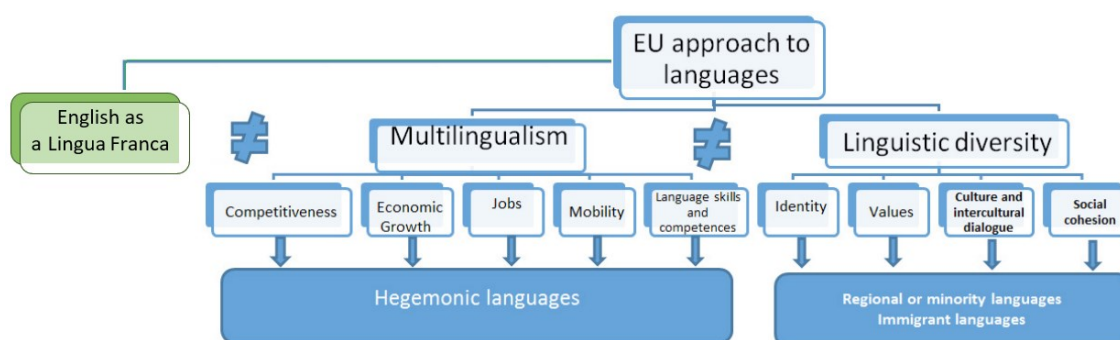 EU approach to
languages
English as
a Lingua Franca
≠
Multilingualism
≠
Linguistic diversity
Competitiveness
Economic
Growth
Jobs
Mobility
Language skills
and
competences
Identity
Values
Culture and
intercultural
dialogue
Social
cohesion
Hegemonic languages
Regional or minority languages
Immigrant languages